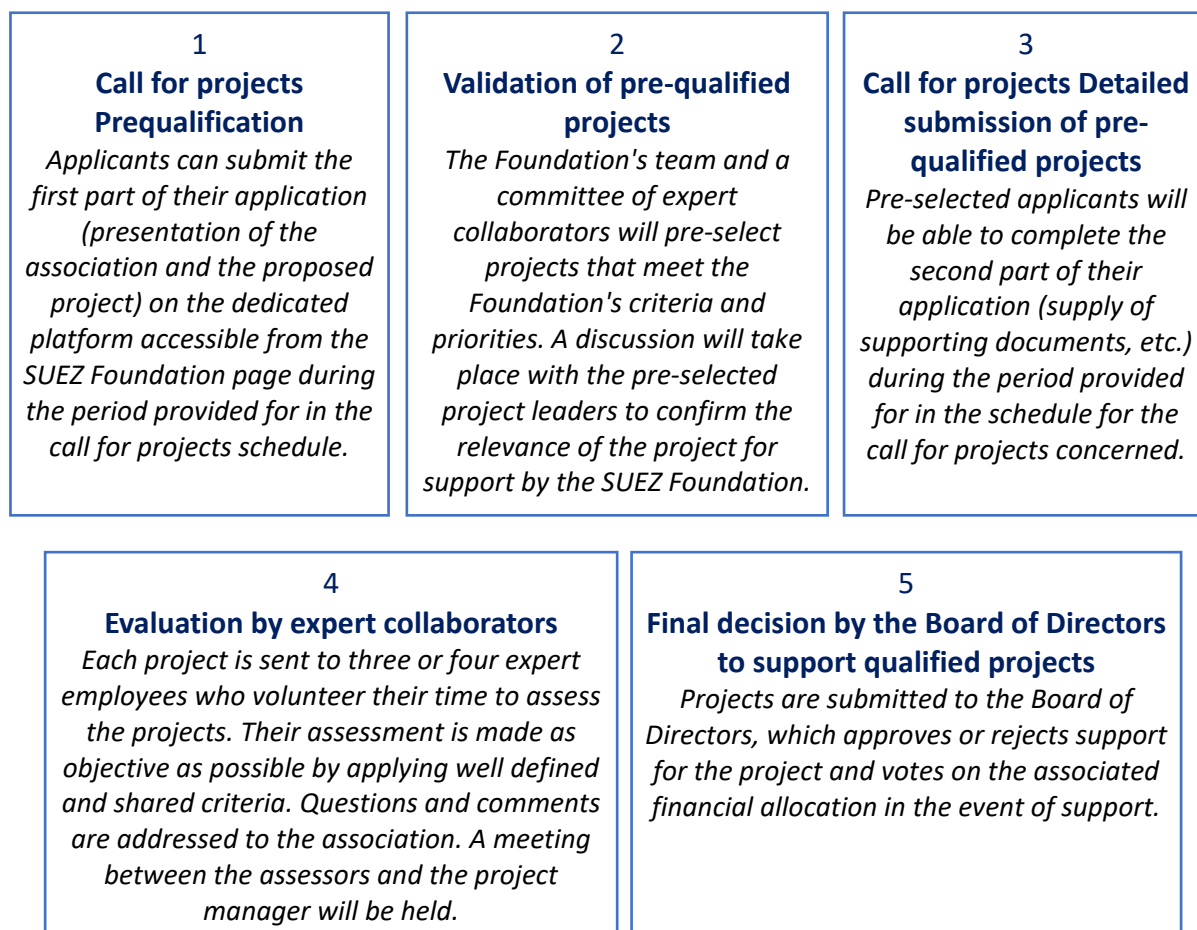 1
Call for projects
Prequalification
Applicants can submit the
first part of their application
(presentation of the
association and the proposed
project) on the dedicated
platform accessible from the
SUEZ Foundation page during
the period provided for in the
call for projects schedule.
2
Validation of pre-qualified
projects
The Foundation's team and a
committee of expert
collaborators will pre-select
projects that meet the
Foundation's criteria and
priorities. A discussion will take
place with the pre-selected
project leaders to confirm the
relevance of the project for
support by the SUEZ Foundation.
3
Call for projects Detailed
submission of pre-
qualified projects
Pre-selected applicants will
be able to complete the
second part of their
application (supply of
supporting documents, etc.)
during the period provided
for in the schedule for the
call for projects concerned.
4
Evaluation by expert collaborators
Each project is sent to three or four expert
employees who volunteer their time to assess
the projects. Their assessment is made as
objective as possible by applying well defined
and shared criteria. Questions and comments
are addressed to the association. A meeting
between the assessors and the project
manager will be held.
5
Final decision by the Board of Directors
to support qualified projects
Projects are submitted to the Board of
Directors, which approves or rejects support
for the project and votes on the associated
financial allocation in the event of support.